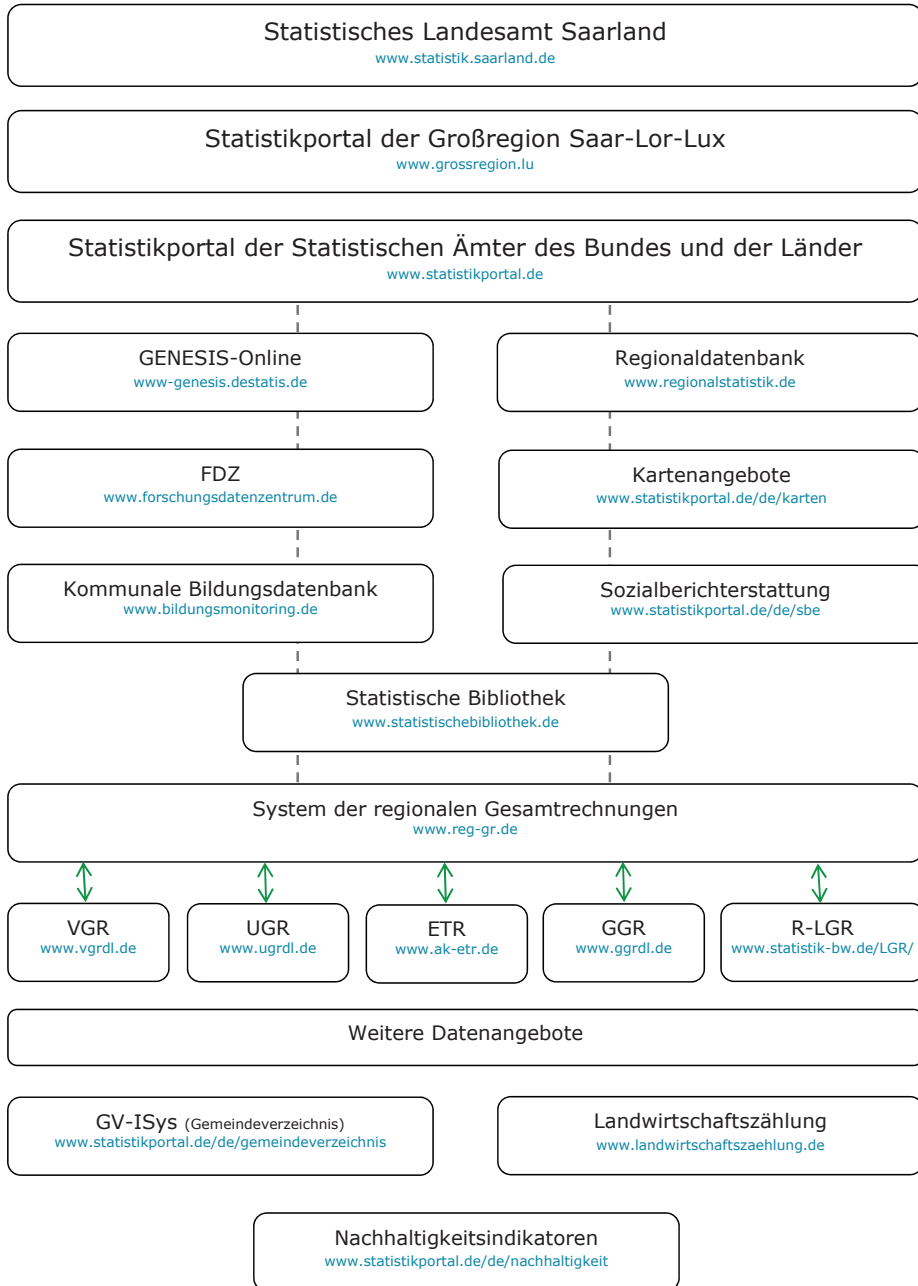 Statistisches Landesamt Saarland
www.statistik.saarland.de
Statistikportal der Großregion Saar-Lor-Lux
www.grossregion.lu
Statistikportal der Statistischen Ämter des Bundes und der Länder
www.statistikportal.de
GENESIS-Online
www-genesis.destatis.de
Regionaldatenbank
www.regionalstatistik.de
FDZ
www.forschungsdatenzentrum.de
Kartenangebote
www.statistikportal.de/de/karten
Kommunale Bildungsdatenbank
www.bildungsmonitoring.de
Sozialberichterstattung
www.statistikportal.de/de/sbe
Statistische Bibliothek
www.statistischebibliothek.de
System der regionalen Gesamtrechnungen
www.reg-gr.de
VGR
www.vgrdl.de
UGR
www.ugrdl.de
ETR
www.ak-etr.de
GGR
www.ggrdl.de
R-LGR
www.statistik-bw.de/LGR/
Weitere Datenangebote
GV-ISys (Gemeindeverzeichnis)
www.statistikportal.de/de/gemeindeverzeichnis
Landwirtschaftszählung
www.landwirtschaftszaehlung.de
Nachhaltigkeitsindikatoren
www.statistikportal.de/de/nachhaltigkeit